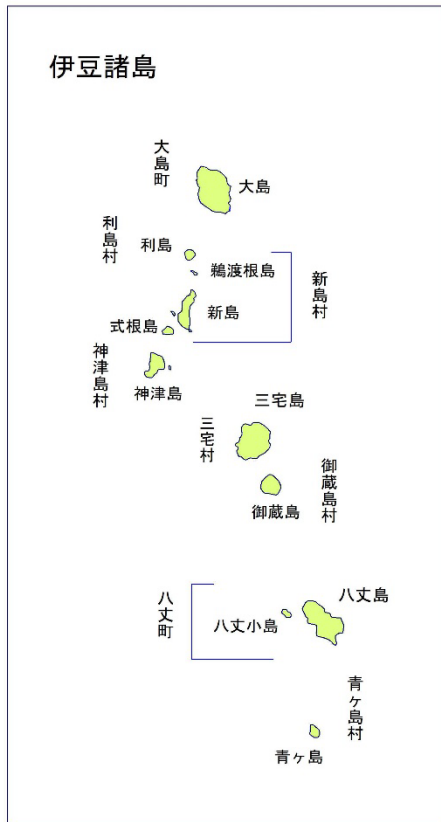 伊豆諸島
大島町
大島
利島村
利島
鵜渡根島
新島村
新島
式根島
神津島村
神津島
三宅島
三宅村
御蔵島村
御蔵島
八丈町
八丈島
八丈小島
青ヶ島村
青ヶ島